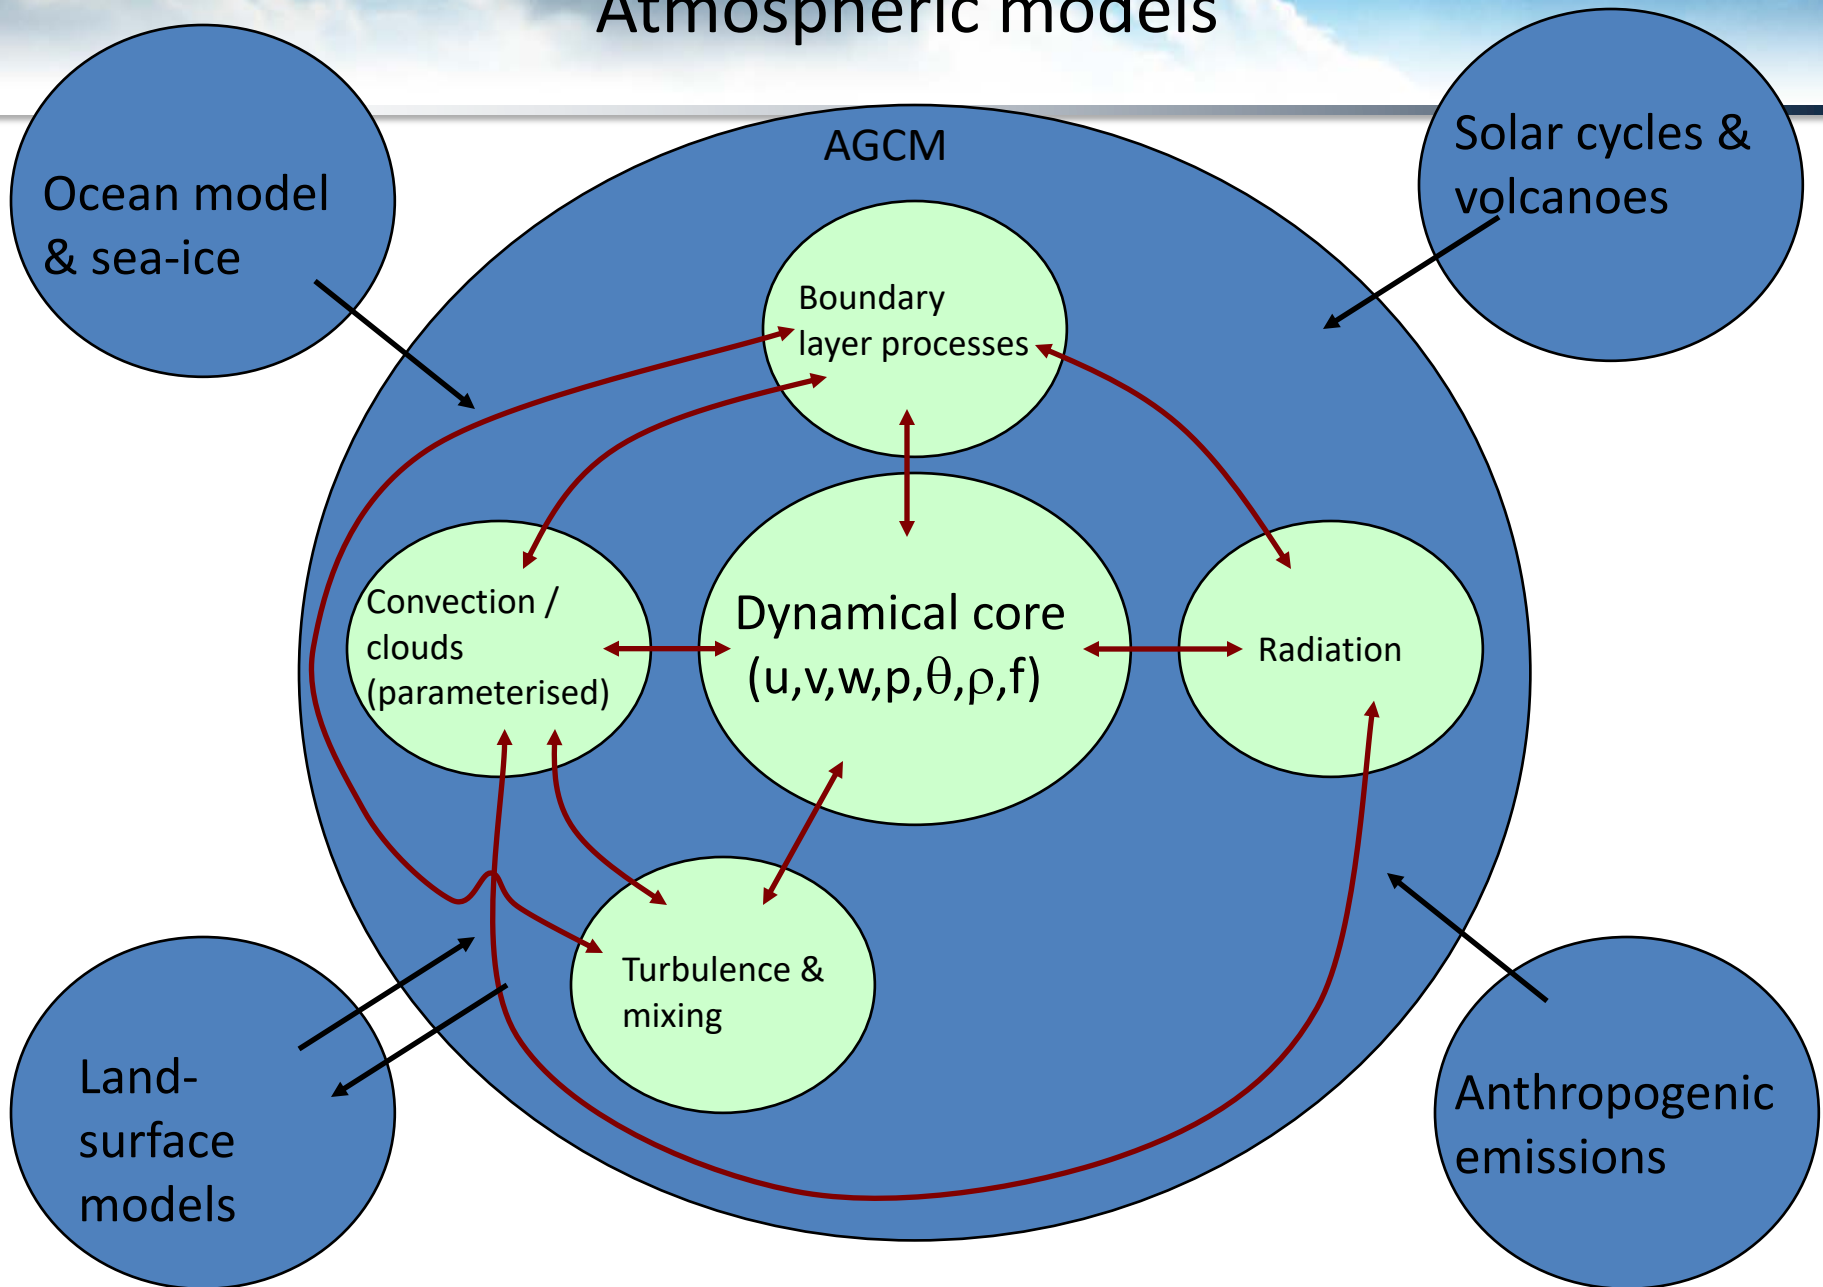 Atmospheric models
AGCM
Ocean model
& sea-ice
Solar cycles &
volcanoes
Boundary
layer processes
Convection /
clouds
(parameterised)
Dynamical core
(u,v,w,p,θ,ρ,f)
Radiation
Turbulence &
mixing
Land-
surface
models
Anthropogenic
emissions